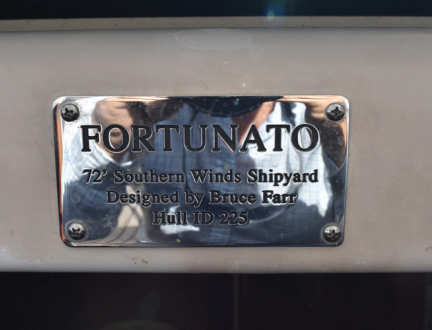 FORTUNATO
72' Southern Winds Shipyard
Designed by Bruce Farr
Hull ID 225